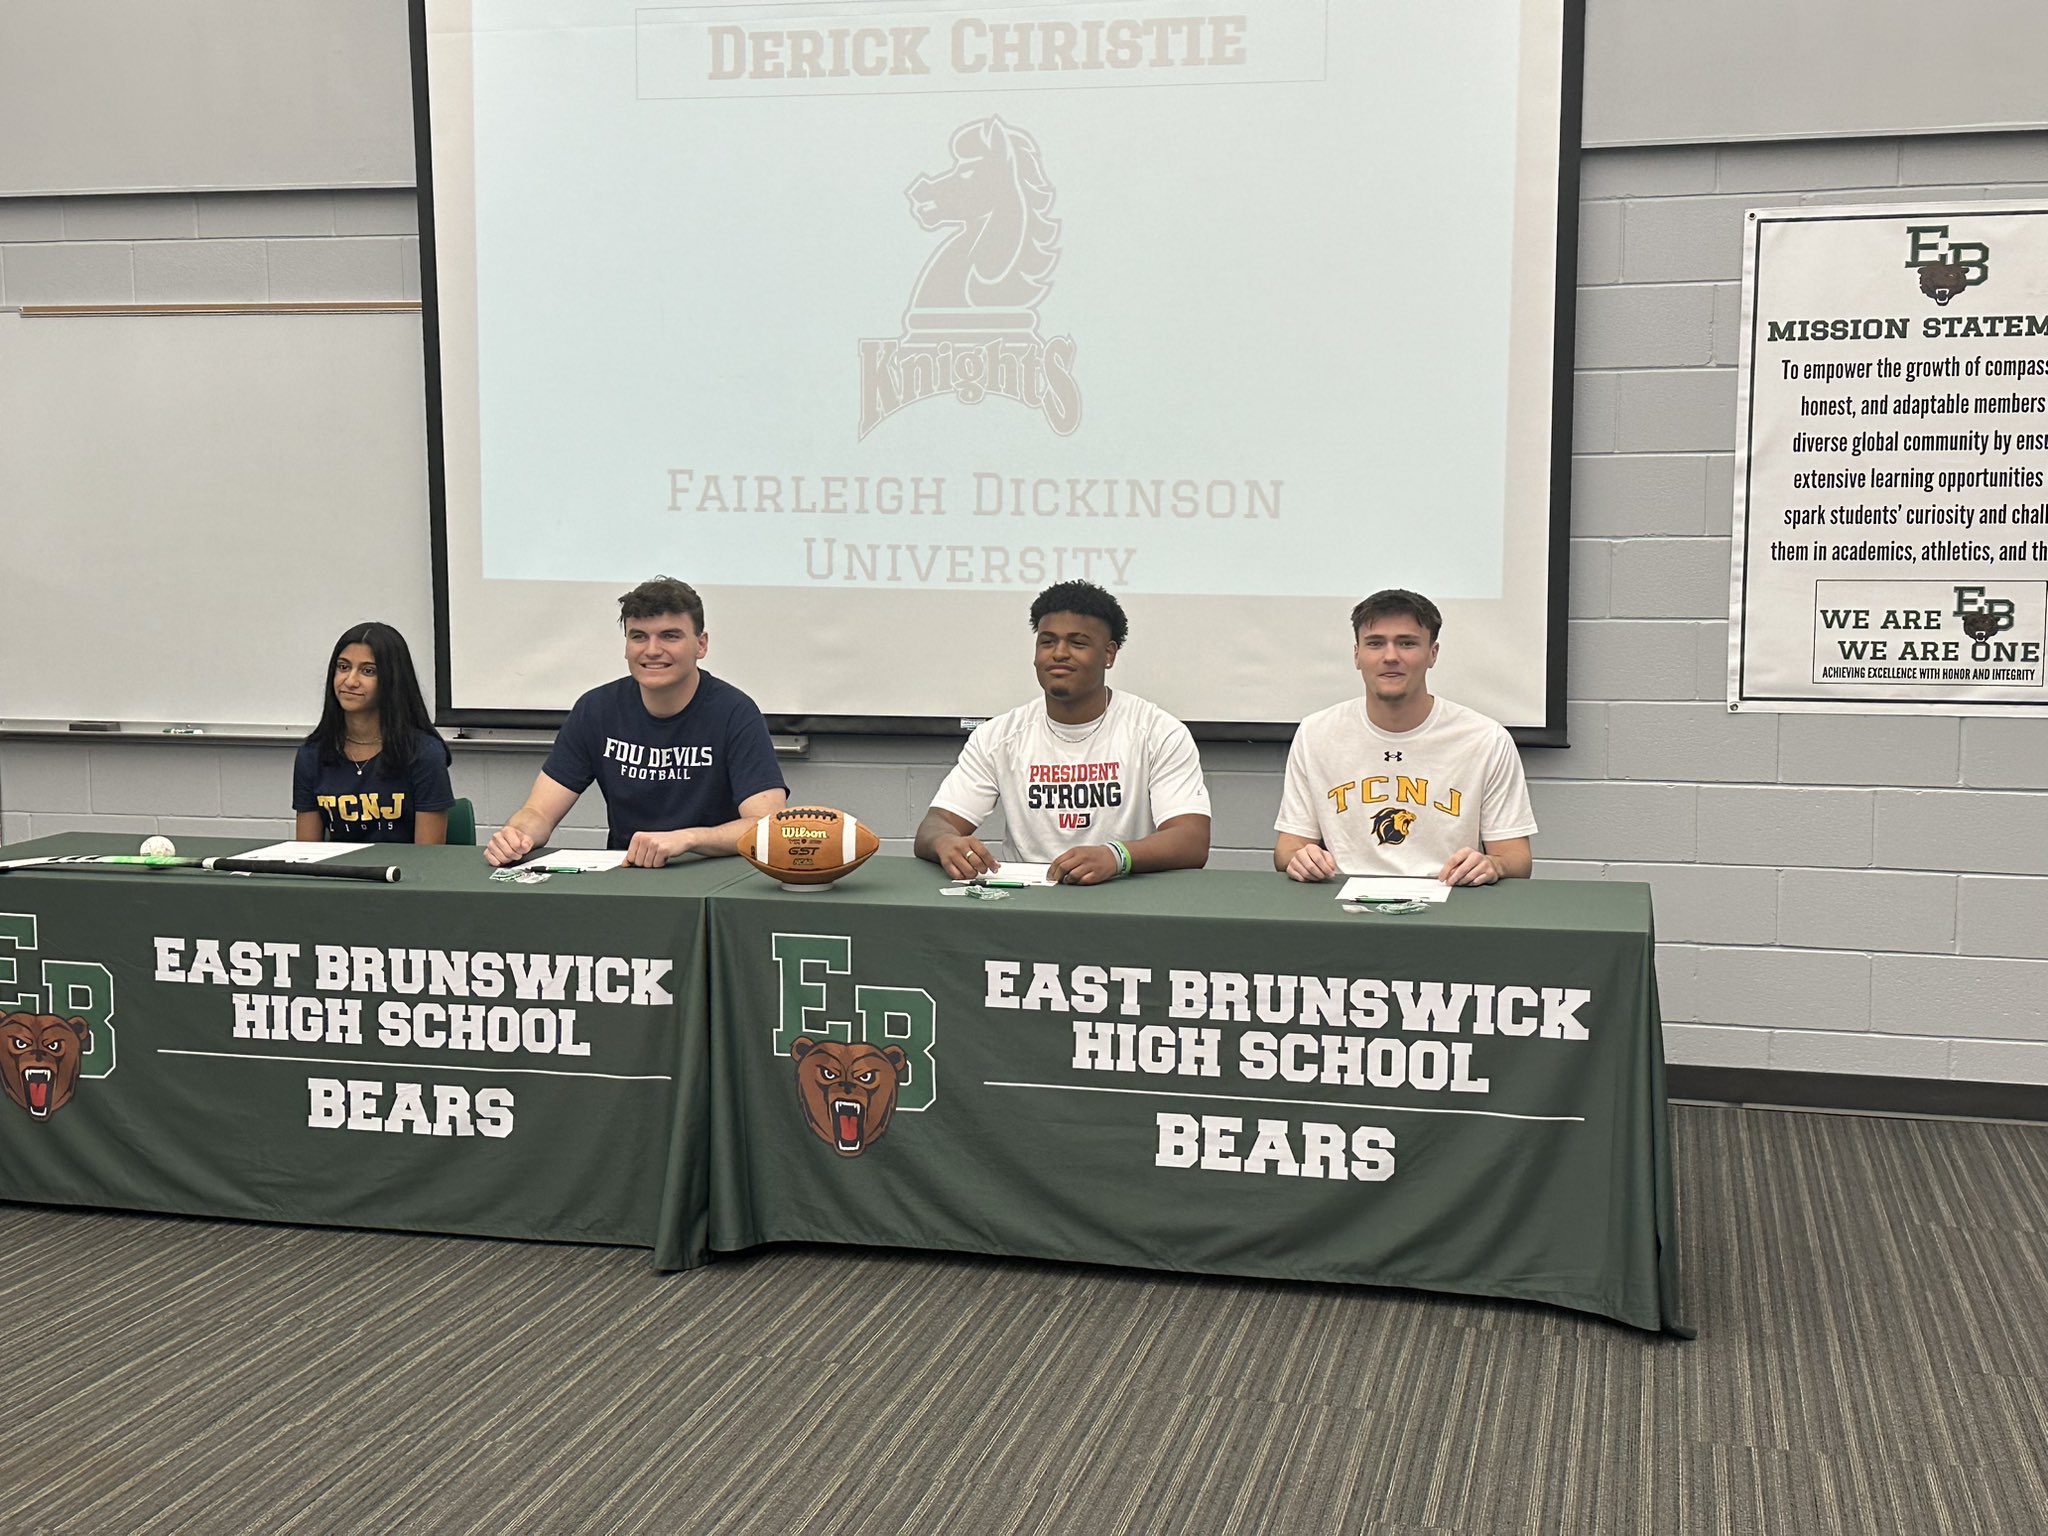 DERICK CHRISTIE
Knights
FAIRLEIGH DICKINSON
UNIVERSITY
EB
MISSION STATEM
To empower the growth of compass
honest, and adaptable members
diverse global community by ensu
extensive learning opportunities
spark students' curiosity and chall
them in academics, athletics, and th
WE ARE EB
WE ARE ONE
ACHIEVING EXCELLENCE WITH HONOR AND INTEGRITY
TCNJ
FDU DEVILS
FOOTBALL
PRESIDENT
STRONG
WJ
TCNJ
Wilson
GST
EB
EAST BRUNSWICK
HIGH SCHOOL
BEARS
EB
EAST BRUNSWICK
HIGH SCHOOL
BEARS